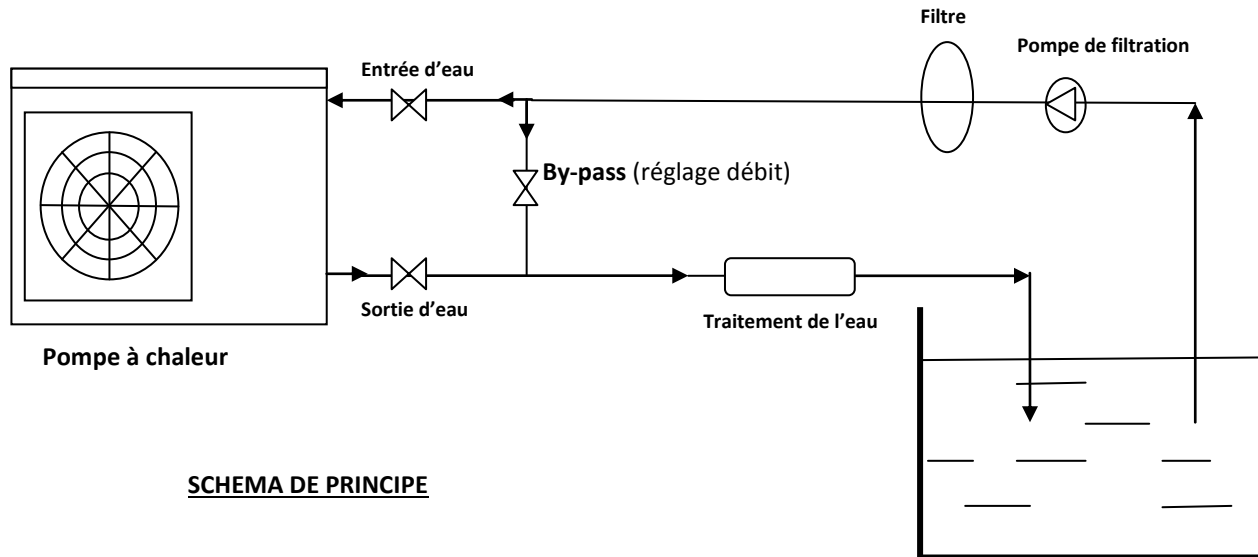 Filtre
Pompe de filtration
Entrée d’eau
By-pass (réglage débit)
Sortie d’eau
Traitement de l’eau
Pompe à chaleur
SCHEMA DE PRINCIPE